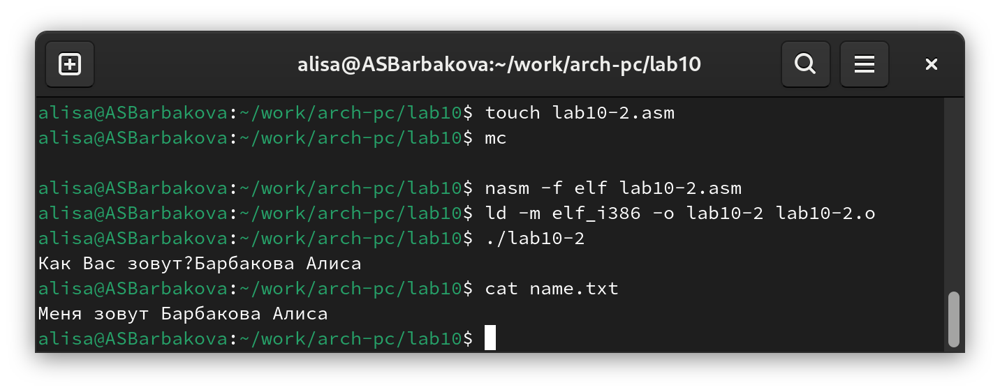 alisa@ASBarbakova:~/work/arch-pc/lab10
alisa@ASBarbakova:~/work/arch-pc/lab10$ touch lab10-2.asm
alisa@ASBarbakova:~/work/arch-pc/lab10$ mc
alisa@ASBarbakova:~/work/arch-pc/lab10$ nasm -f elf lab10-2.asm
alisa@ASBarbakova:~/work/arch-pc/lab10$ ld -m elf_i386 -o lab10-2 lab10-2.o
alisa@ASBarbakova:~/work/arch-pc/lab10$ ./lab10-2
Как Вас зовут?Барбакова Алиса
alisa@ASBarbakova:~/work/arch-pc/lab10$ cat name.txt
Меня зовут Барбакова Алиса
alisa@ASBarbakova:~/work/arch-pc/lab10$